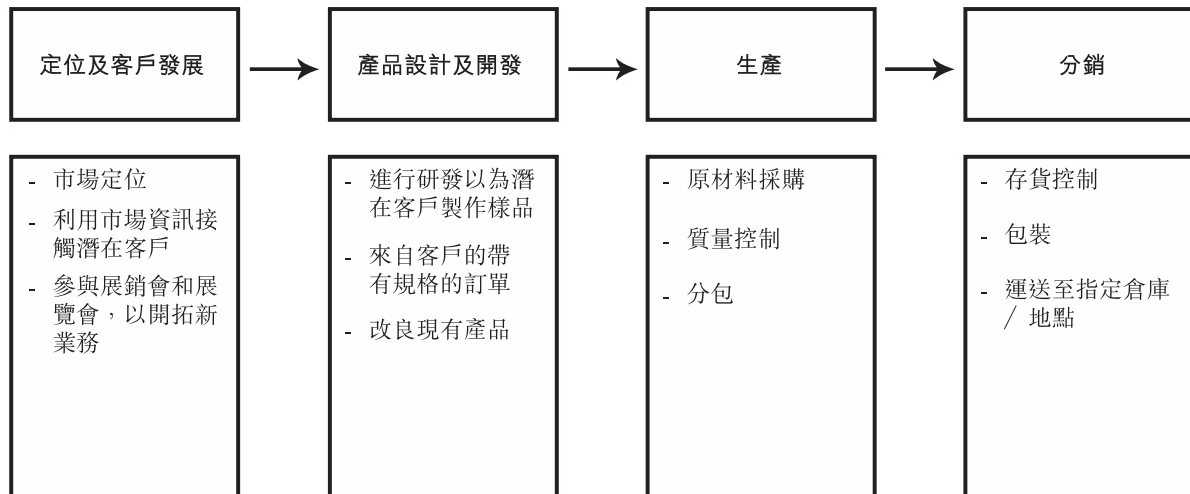 定位及客戶發展
產品設計及開發
生產
分銷
- 市場定位
- 利用市場資訊接
觸潛在客戶
- 參與展銷會和展
覽會，以開拓新
業務
- 進行研發以為潛
在客戶製作樣品
- 來自客戶的帶
有規格的訂單
- 改良現有產品
- 原材料採購
- 質量控制
- 分包
- 存貨控制
- 包裝
- 運送至指定倉庫
╱ 地點